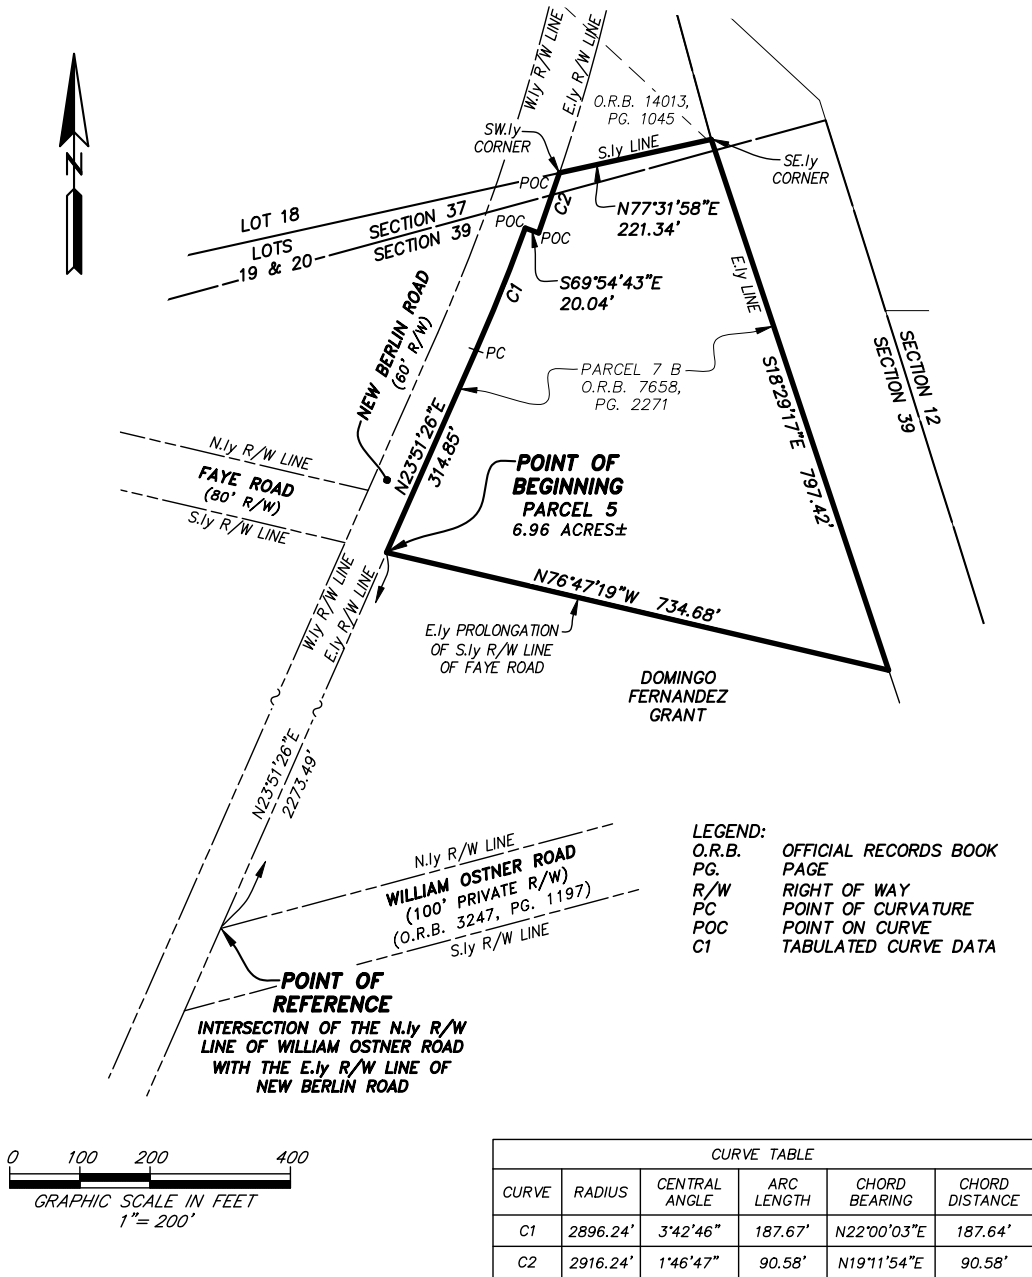 W.ly R/W LINE
E.ly R/W LINE
O.R.B. 14013,
PG. 1045
SW.ly
CORNER
S.ly LINE
SE.ly
CORNER
N
POC
C2
LOT 18
SECTION 37
N77°31'58"E
221.34'
LOTS
19 & 20
SECTION 39
POC
POC
S69°54'43"E
20.04'
E.ly LINE
C1
NEW BERLIN ROAD
(60' R/W)
PC
PARCEL 7 B
O.R.B. 7658,
PG. 2271
SECTION 12
SECTION 39
S18°29'17"E 797.42'
N23°51'26"E
314.85'
N.ly R/W LINE
FAYE ROAD
(80' R/W)
S.ly R/W LINE
POINT OF
BEGINNING
PARCEL 5
6.96 ACRES±
W.ly R/W LINE
E.ly R/W LINE
N76°47'19"W 734.68'
E.ly PROLONGATION
OF S.ly R/W LINE
OF FAYE ROAD
DOMINGO
FERNANDEZ
GRANT
N23°51'26"E
2273.49'
N.ly R/W LINE
WILLIAM OSTNER ROAD
(100' PRIVATE R/W)
(O.R.B. 3247, PG. 1197)
S.ly R/W LINE
LEGEND:
O.R.B. OFFICIAL RECORDS BOOK
PG. PAGE
R/W RIGHT OF WAY
PC POINT OF CURVATURE
POC POINT ON CURVE
C1 TABULATED CURVE DATA
POINT OF
REFERENCE
INTERSECTION OF THE N.ly R/W
LINE OF WILLIAM OSTNER ROAD
WITH THE E.ly R/W LINE OF
NEW BERLIN ROAD
0 100 200 400
GRAPHIC SCALE IN FEET
1"= 200'
CURVE TABLE
CURVE RADIUS CENTRAL ANGLE ARC LENGTH CHORD BEARING CHORD DISTANCE
C1 2896.24' 3°42'46" 187.67' N22°00'03"E 187.64'
C2 2916.24' 1°46'47" 90.58' N19°11'54"E 90.58'